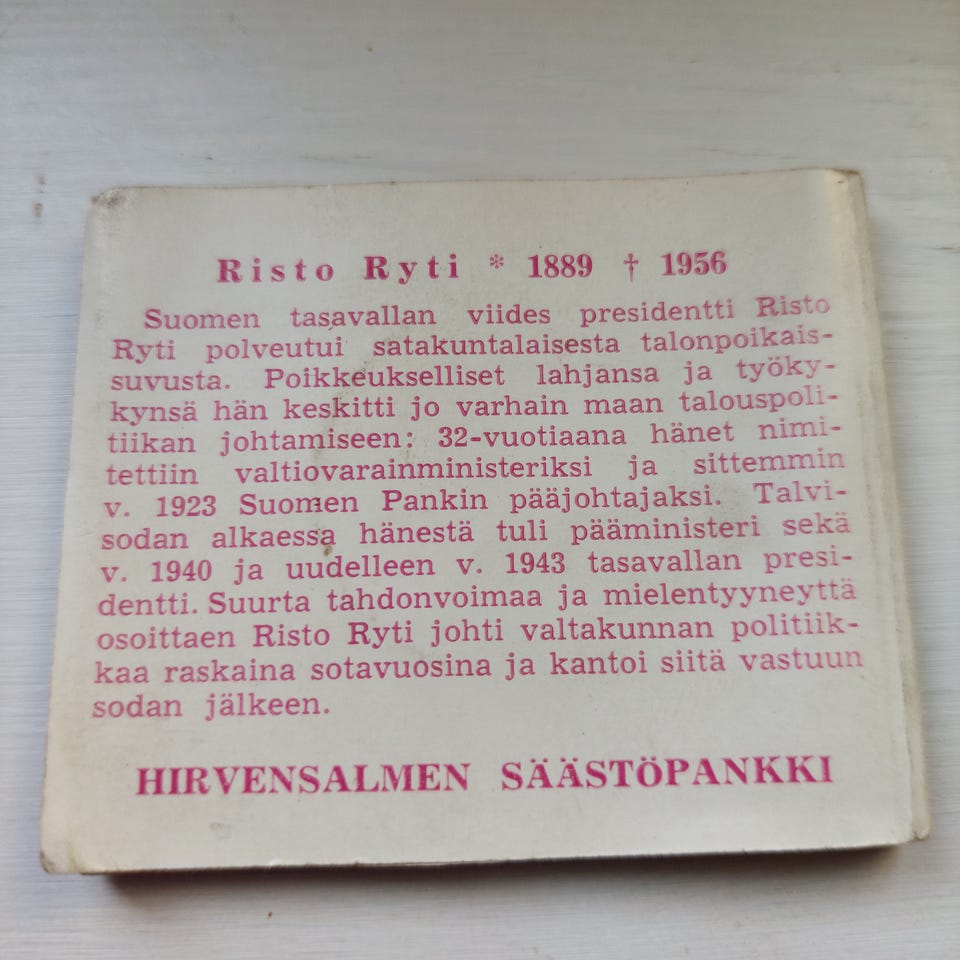 Risto Ryti * 1889 † 1956
Suomen tasavallan viides presidentti Risto
Ryti polveutui satakuntalaisesta talonpoikais-
suvusta. Poikkeukselliset lahjansa ja työky-
kynsä hän keskitti jo varhain maan talouspoli-
tiikan johtamiseen: 32-vuotiaana hänet nimi-
tettiin valtiovarainministeriksi ja sittemmin
v. 1923 Suomen Pankin pääjohtajaksi. Talvi-
sodan alkaessa hänestä tuli pääministeri sekä
v. 1940 ja uudelleen v. 1943 tasavallan presi-
dentti. Suurta tahdonvoimaa ja mielentyyneyttä
osoittaen Risto Ryti johti valtakunnan politiik-
kaa raskaina sotavuosina ja kantoi siitä vastuun
sodan jälkeen.
HIRVENSALMEN SÄÄSTÖPANKKI